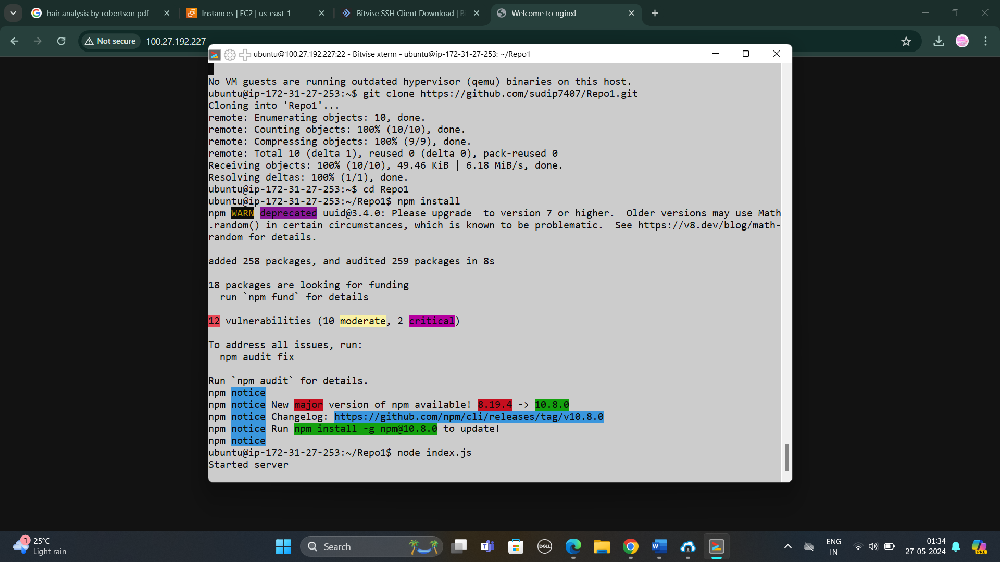 hair analysis by robertson pdf -
Instances | EC2 | us-east-1
Bitvise SSH Client Download | B
Welcome to nginx!
Not secure
100.27.192.227
ubuntu@100.27.192.227:22 - Bitvise xterm - ubuntu@ip-172-31-27-253: ~/Repo1
No VM guests are running outdated hypervisor (qemu) binaries on this host.
ubuntu@ip-172-31-27-253:~$ git clone https://github.com/sudip7407/Repo1.git
Cloning into 'Repo1'...
remote: Enumerating objects: 10, done.
remote: Counting objects: 100% (10/10), done.
remote: Compressing objects: 100% (9/9), done.
remote: Total 10 (delta 1), reused 0 (delta 0), pack-reused 0
Receiving objects: 100% (10/10), 49.46 KiB | 6.18 MiB/s, done.
Resolving deltas: 100% (1/1), done.
ubuntu@ip-172-31-27-253:~$ cd Repo1
ubuntu@ip-172-31-27-253:~/Repo1$ npm install
npm WARN deprecated uuid@3.4.0: Please upgrade  to version 7 or higher.  Older versions may use Math
.random() in certain circumstances, which is known to be problematic.  See https://v8.dev/blog/math-
random for details.
added 258 packages, and audited 259 packages in 8s
18 packages are looking for funding
run `npm fund` for details
12 vulnerabilities (10 moderate, 2 critical)
To address all issues, run:
npm audit fix
Run `npm audit` for details.
npm notice
npm notice New major version of npm available! 8.19.4 -> 10.8.0
npm notice Changelog: https://github.com/npm/cli/releases/tag/v10.8.0
npm notice Run npm install -g npm@10.8.0 to update!
npm notice
ubuntu@ip-172-31-27-253:~/Repo1$ node index.js
Started server
1
25°C
Light rain
Search
DELL
ENG
IN
01:34
27-05-2024
PRE